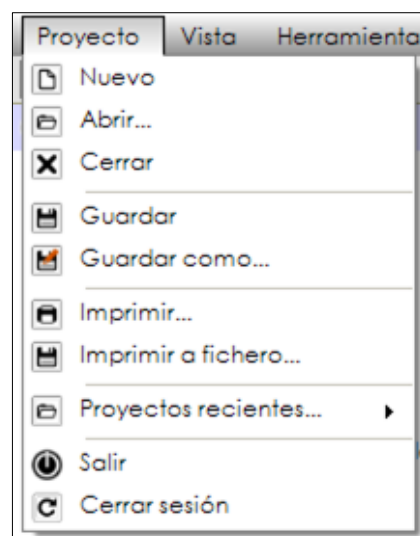 Proyecto Vista Herramienta
Nuevo
Abrir...
Cerrar
Guardar
Guardar como...
Imprimir...
Imprimir a fichero...
Proyectos recientes...
Salir
Cerrar sesión